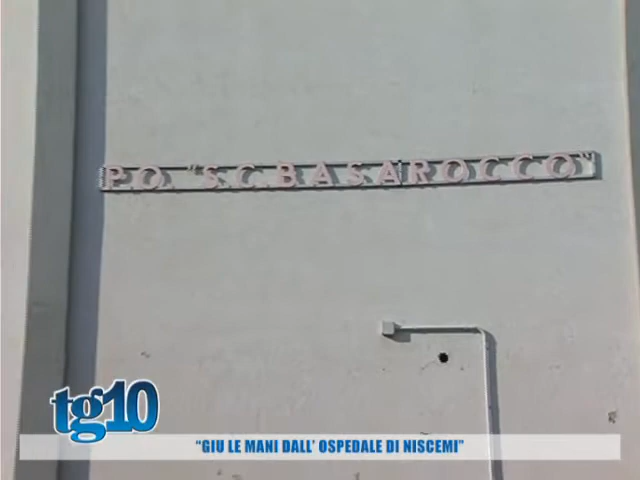 P.O. "S.C.BASAROCCO"
tg10
"GIU LE MANI DALL' OSPEDALE DI NISCEMI"